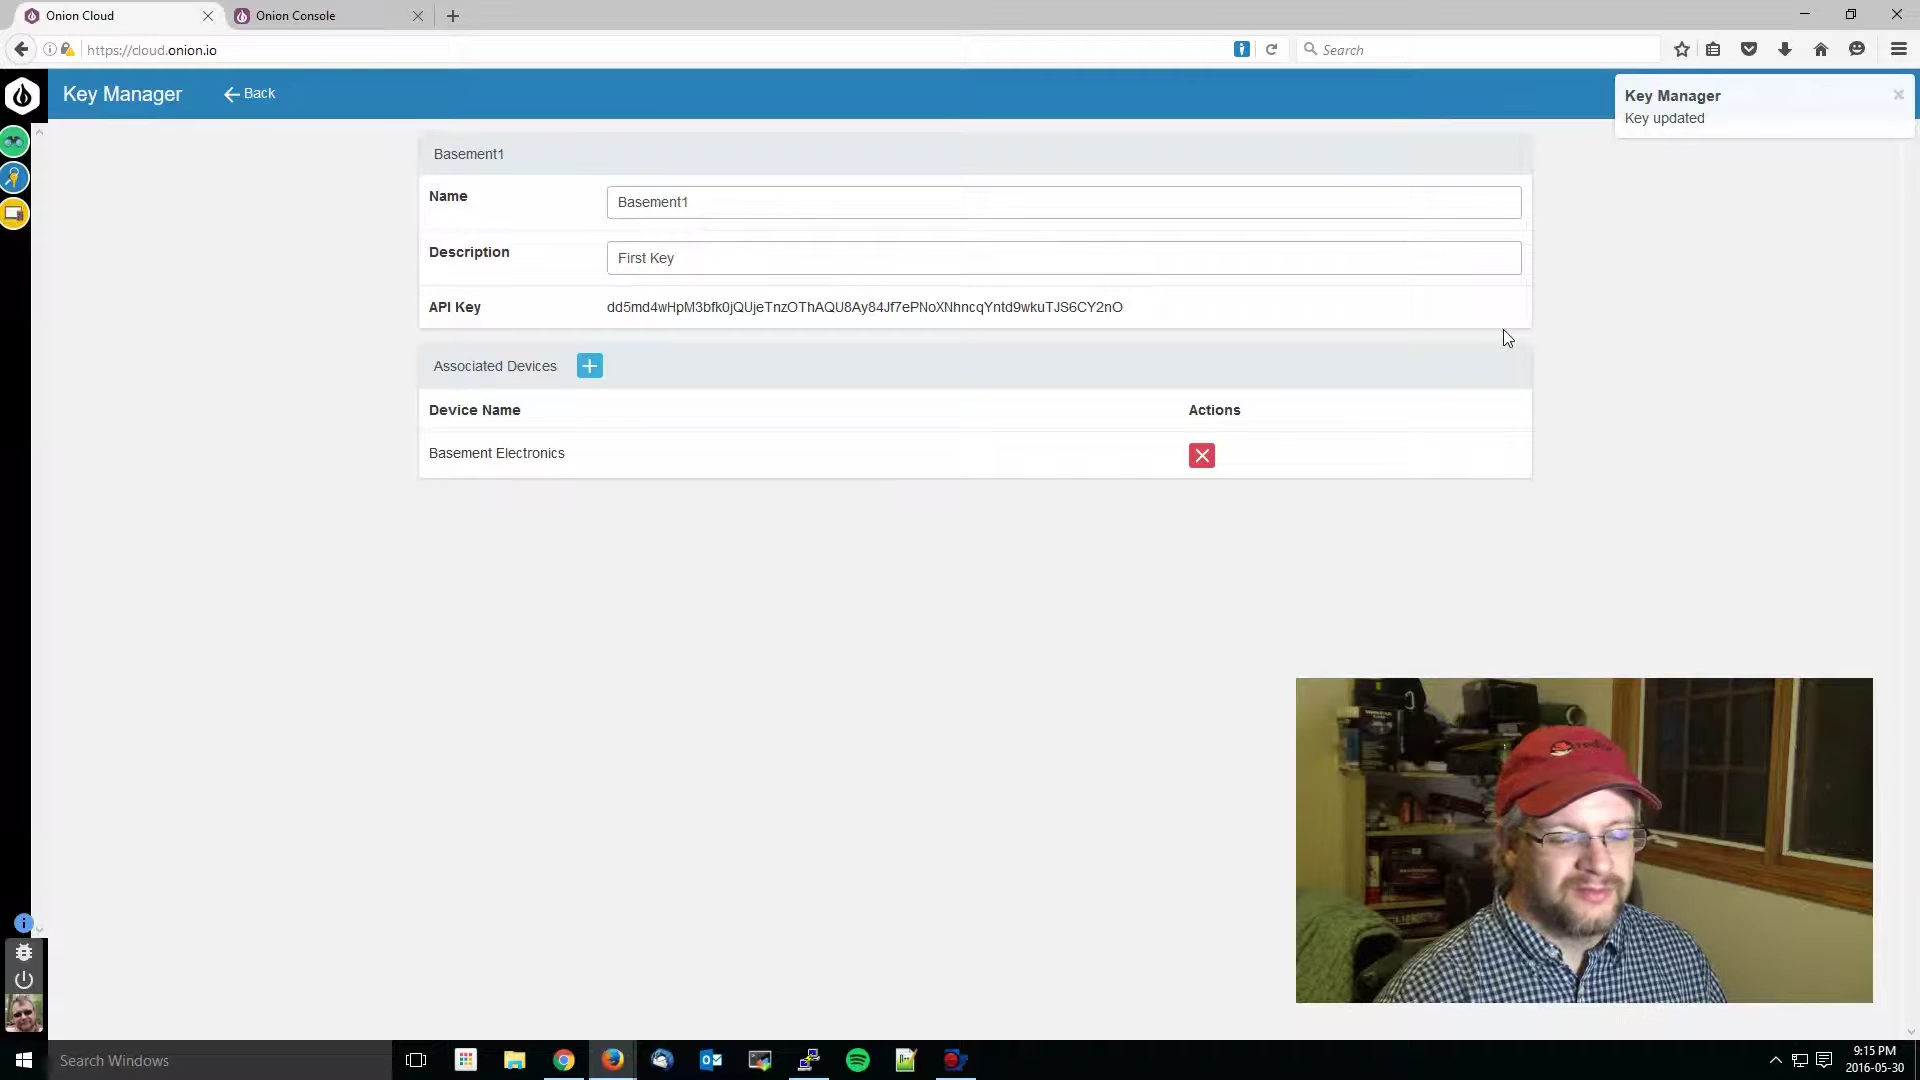 Onion Cloud
Onion Console
https://cloud.onion.io
Search
Key Manager
Back
Key Manager
Key updated
Basement1
Name
Basement1
Description
First Key
API Key
dd5md4wHpM3bfk0jQUjeTnzOThAQU8Ay84Jf7ePNoXNhncqYntd9wkuTJS6CY2nO
Associated Devices
Device Name
Actions
Basement Electronics
Search Windows
9:15 PM
2016-05-30